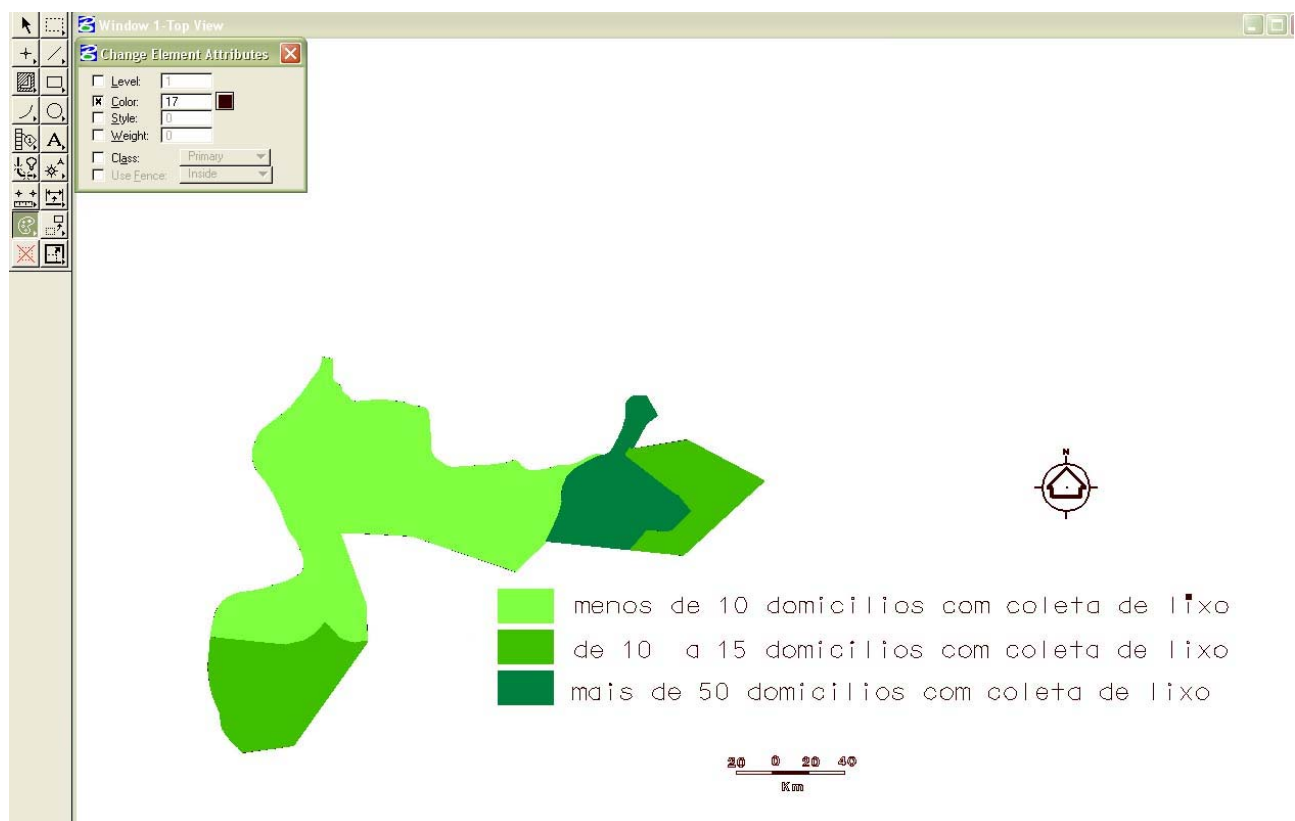 Window 1-Top View
Change Element Attributes
Level: 1
Color: 17
Style: 0
Weight: 0
Class: Primary
Use Fence: Inside
N
menos de 10 domicilios com coleta de lixo
de 10 a 15 domicilios com coleta de lixo
mais de 50 domicilios com coleta de lixo
20 0 20 40
Km